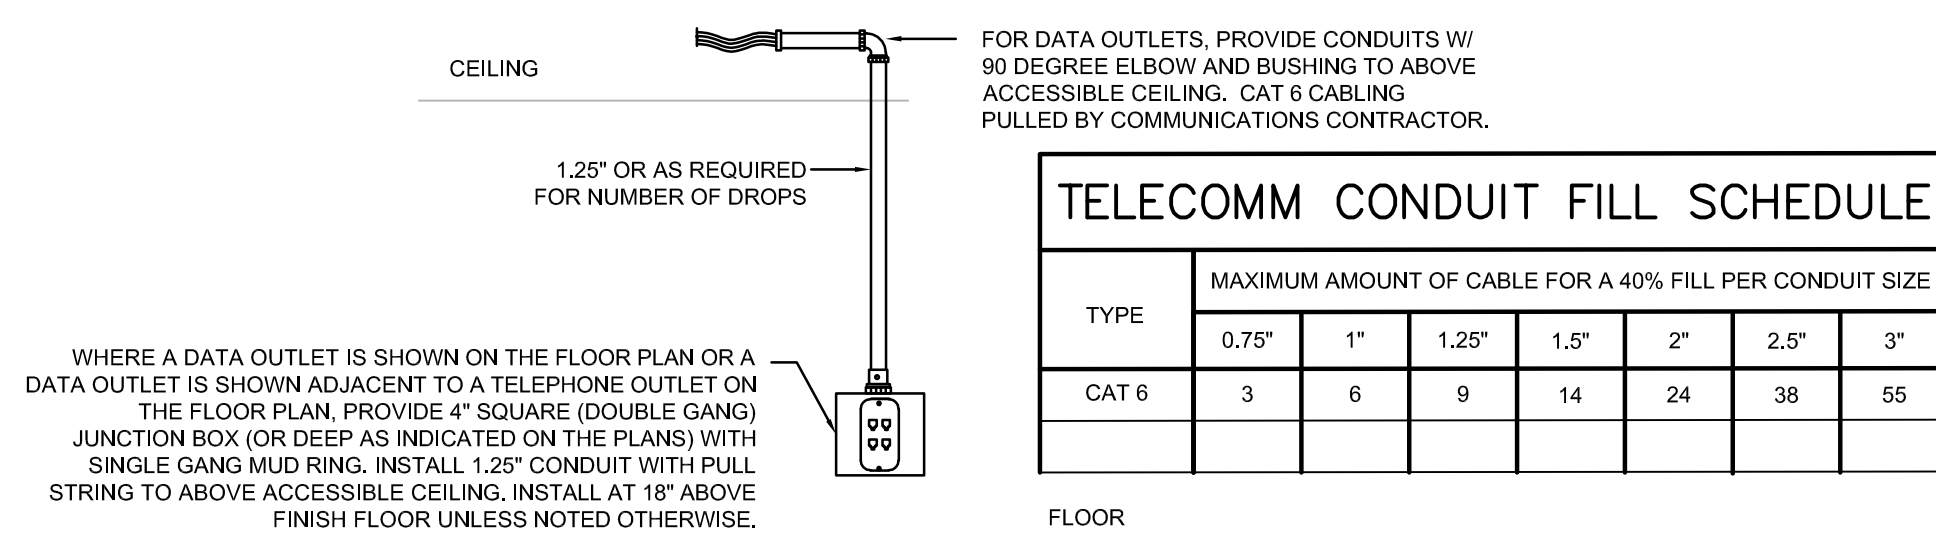 CEILING
FOR DATA OUTLETS, PROVIDE CONDUITS W/
90 DEGREE ELBOW AND BUSHING TO ABOVE
ACCESSIBLE CEILING. CAT 6 CABLING
PULLED BY COMMUNICATIONS CONTRACTOR.
1.25" OR AS REQUIRED
FOR NUMBER OF DROPS
WHERE A DATA OUTLET IS SHOWN ON THE FLOOR PLAN OR A
DATA OUTLET IS SHOWN ADJACENT TO A TELEPHONE OUTLET ON
THE FLOOR PLAN, PROVIDE 4" SQUARE (DOUBLE GANG)
JUNCTION BOX (OR DEEP AS INDICATED ON THE PLANS) WITH
SINGLE GANG MUD RING. INSTALL 1.25" CONDUIT WITH PULL
STRING TO ABOVE ACCESSIBLE CEILING. INSTALL AT 18" ABOVE
FINISH FLOOR UNLESS NOTED OTHERWISE.
TELECOMM CONDUIT FILL SCHEDULE
TYPE
MAXIMUM AMOUNT OF CABLE FOR A 40% FILL PER CONDUIT SIZE
0.75" 1" 1.25" 1.5" 2" 2.5" 3"
CAT 6 3 6 9 14 24 38 55
FLOOR